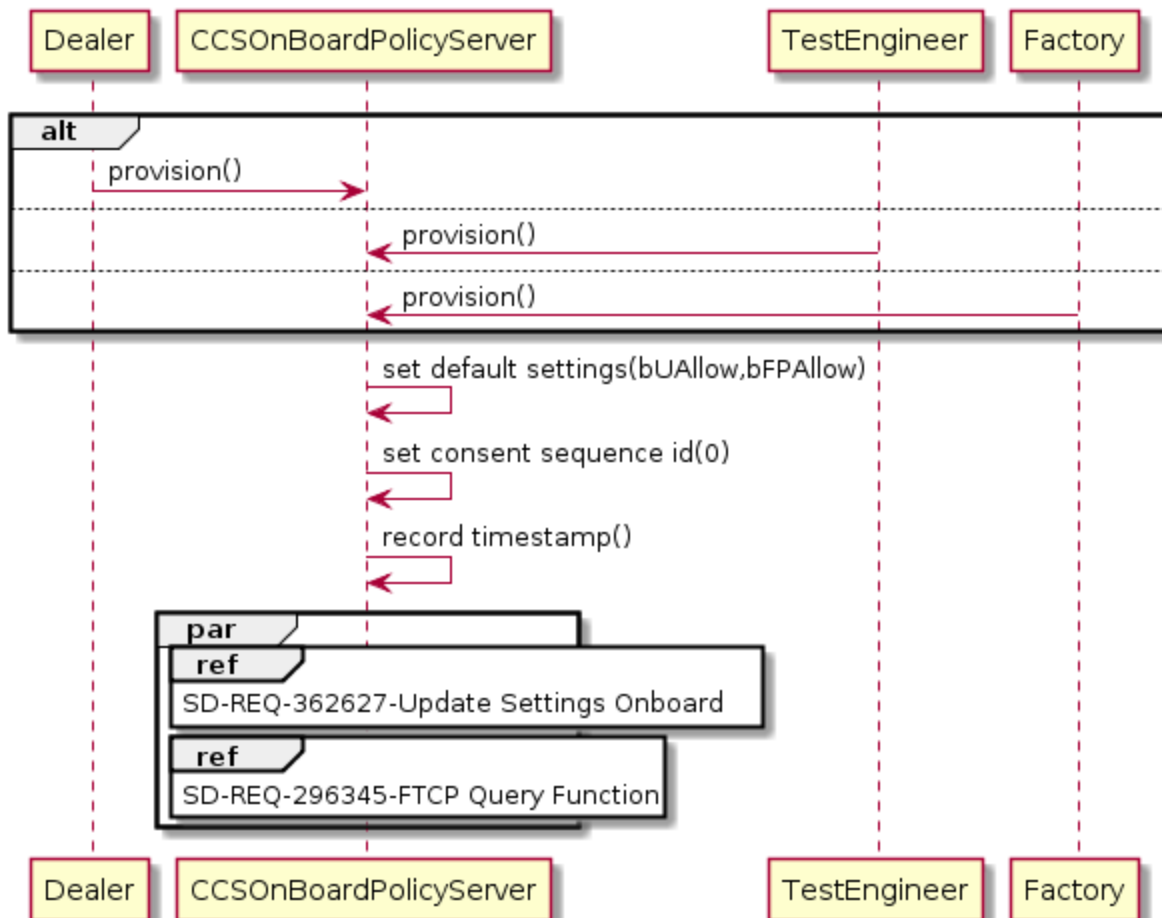 Dealer
CCSOnBoardPolicyServer
TestEngineer
Factory
alt
provision()
provision()
provision()
set default settings(bUAllow,bFPAllow)
set consent sequence id(0)
record timestamp()
par
ref
SD-REQ-362627-Update Settings Onboard
ref
SD-REQ-296345-FTCP Query Function
Dealer
CCSOnBoardPolicyServer
TestEngineer
Factory